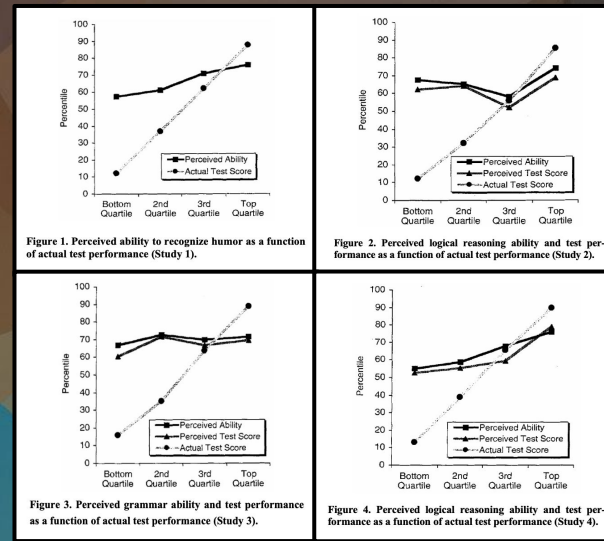 100
90
80
70
60
50
40
30
20
10
0
Percentile
Perceived Ability
Actual Test Score
Bottom Quartile
2nd Quartile
3rd Quartile
Top Quartile
Figure 1. Perceived ability to recognize humor as a function
of actual test performance (Study 1).
100
90
80
70
60
50
40
30
20
10
0
Percentile
Perceived Ability
Perceived Test Score
Actual Test Score
Bottom Quartile
2nd Quartile
3rd Quartile
Top Quartile
Figure 2. Perceived logical reasoning ability and test per-
formance as a function of actual test performance (Study 2).
100
90
80
70
60
50
40
30
20
10
0
Percentile
Perceived Ability
Perceived Test Score
Actual Test Score
Bottom Quartile
2nd Quartile
3rd Quartile
Top Quartile
Figure 3. Perceived grammar ability and test performance
as a function of actual test performance (Study 3).
100
90
80
70
60
50
40
30
20
10
0
Percentile
Perceived Ability
Perceived Test Score
Actual Test Score
Bottom Quartile
2nd Quartile
3rd Quartile
Top Quartile
Figure 4. Perceived logical reasoning ability and test per-
formance as a function of actual test performance (Study 4).